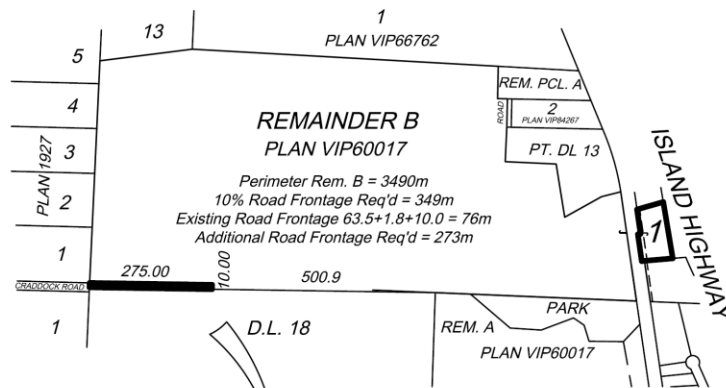 1
13
PLAN VIP66762
5
REM. PCL. A
4
ROAD
2
PLAN VIP84267
REMAINDER B
PLAN VIP60017
PT. DL 13
3
PLAN 1927
Perimeter Rem. B = 3490m
10% Road Frontage Req'd = 349m
Existing Road Frontage 63.5+1.8+10.0 = 76m
Additional Road Frontage Req'd = 273m
2
ISLAND HIGHWAY
1
1
275.00
10.00
500.9
CRADDOCK ROAD
PARK
1
D.L. 18
REM. A
PLAN VIP60017